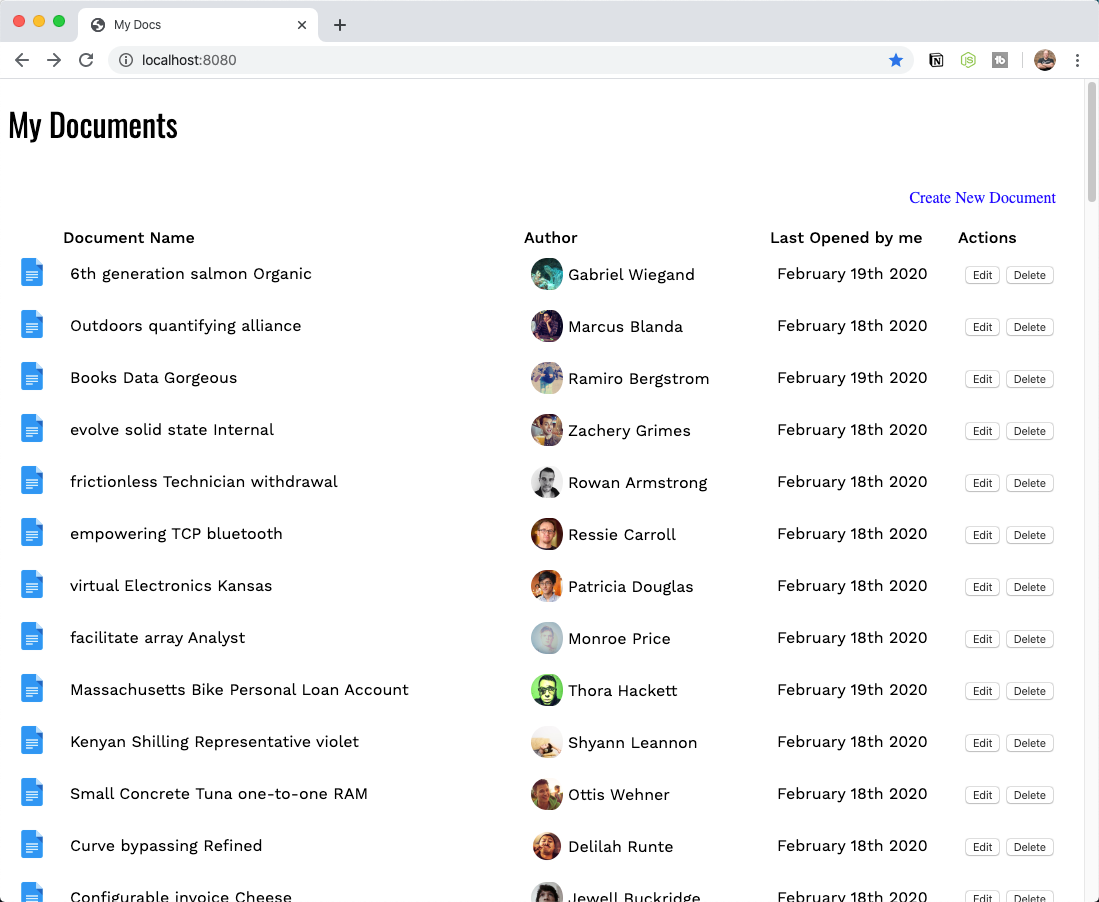 My Docs
localhost:8080
My Documents
Create New Document
Document Name Author Last Opened by me Actions
6th generation salmon Organic Gabriel Wiegand February 19th 2020 Edit Delete
Outdoors quantifying alliance Marcus Blanda February 18th 2020 Edit Delete
Books Data Gorgeous Ramiro Bergstrom February 19th 2020 Edit Delete
evolve solid state Internal Zachery Grimes February 18th 2020 Edit Delete
frictionless Technician withdrawal Rowan Armstrong February 18th 2020 Edit Delete
empowering TCP bluetooth Ressie Carroll February 18th 2020 Edit Delete
virtual Electronics Kansas Patricia Douglas February 18th 2020 Edit Delete
facilitate array Analyst Monroe Price February 18th 2020 Edit Delete
Massachusetts Bike Personal Loan Account Thora Hackett February 19th 2020 Edit Delete
Kenyan Shilling Representative violet Shyann Leannon February 18th 2020 Edit Delete
Small Concrete Tuna one-to-one RAM Ottis Wehner February 18th 2020 Edit Delete
Curve bypassing Refined Delilah Runte February 18th 2020 Edit Delete
Configurable invoice Cheese Jewell Buckridge February 18th 2020 Edit Delete